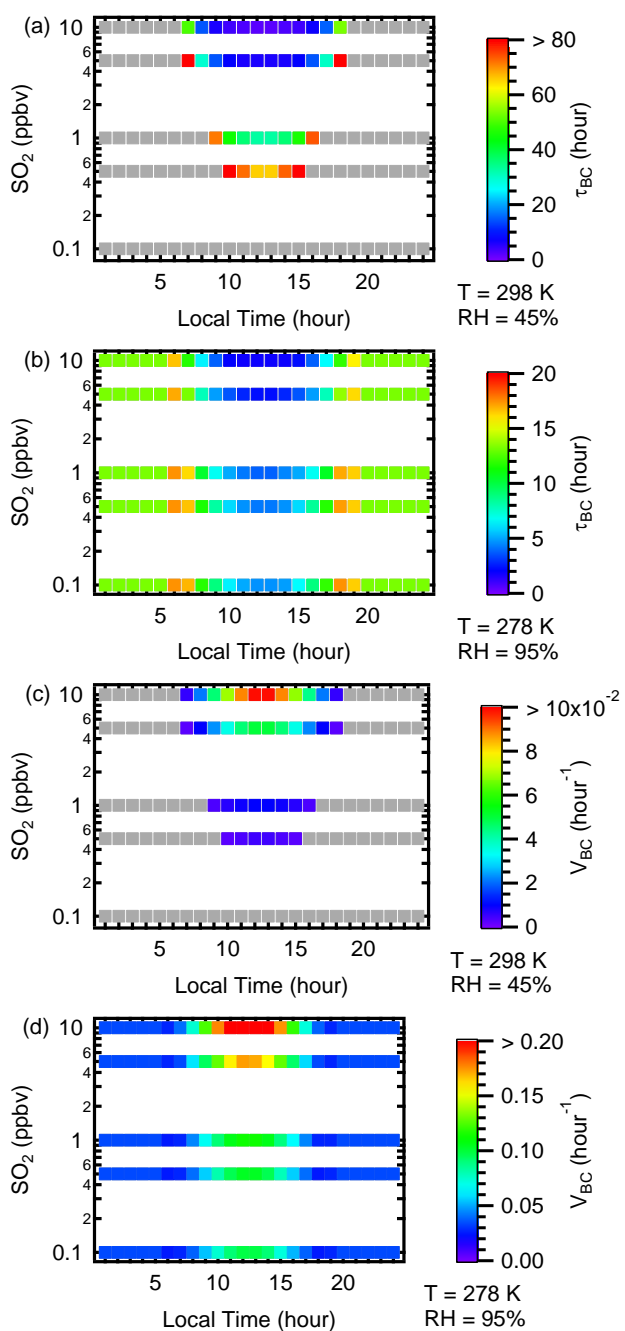 (a)
SO2 (ppbv)
10
6
4
2
1
6
4
2
0.1
5 10 15 20
Local Time (hour)
> 80
60
40
20
0
τBC (hour)
T = 298 K
RH = 45%
(b)
SO2 (ppbv)
10
6
4
2
1
6
4
2
0.1
5 10 15 20
Local Time (hour)
20
15
10
5
0
τBC (hour)
T = 278 K
RH = 95%
(c)
SO2 (ppbv)
10
6
4
2
1
6
4
2
0.1
5 10 15 20
Local Time (hour)
> 10x10-2
8
6
4
2
0
VBC (hour-1)
T = 298 K
RH = 45%
(d)
SO2 (ppbv)
10
6
4
2
1
6
4
2
0.1
5 10 15 20
Local Time (hour)
> 0.20
0.15
0.10
0.05
0.00
VBC (hour-1)
T = 278 K
RH = 95%